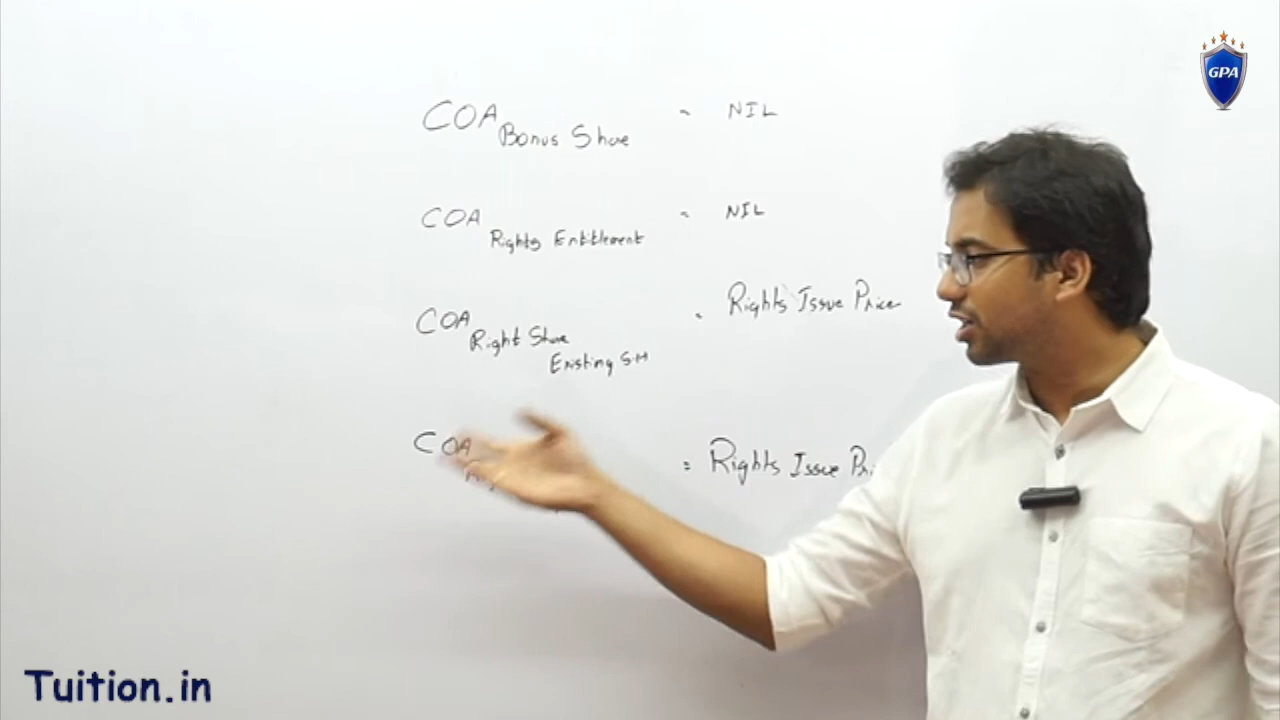 GPA
COA Bonus Share = NIL
COA Rights Entitlement = NIL
COA Right Share Existing S.H = Rights Issue Price
COA = Rights Issue
Tuition.in